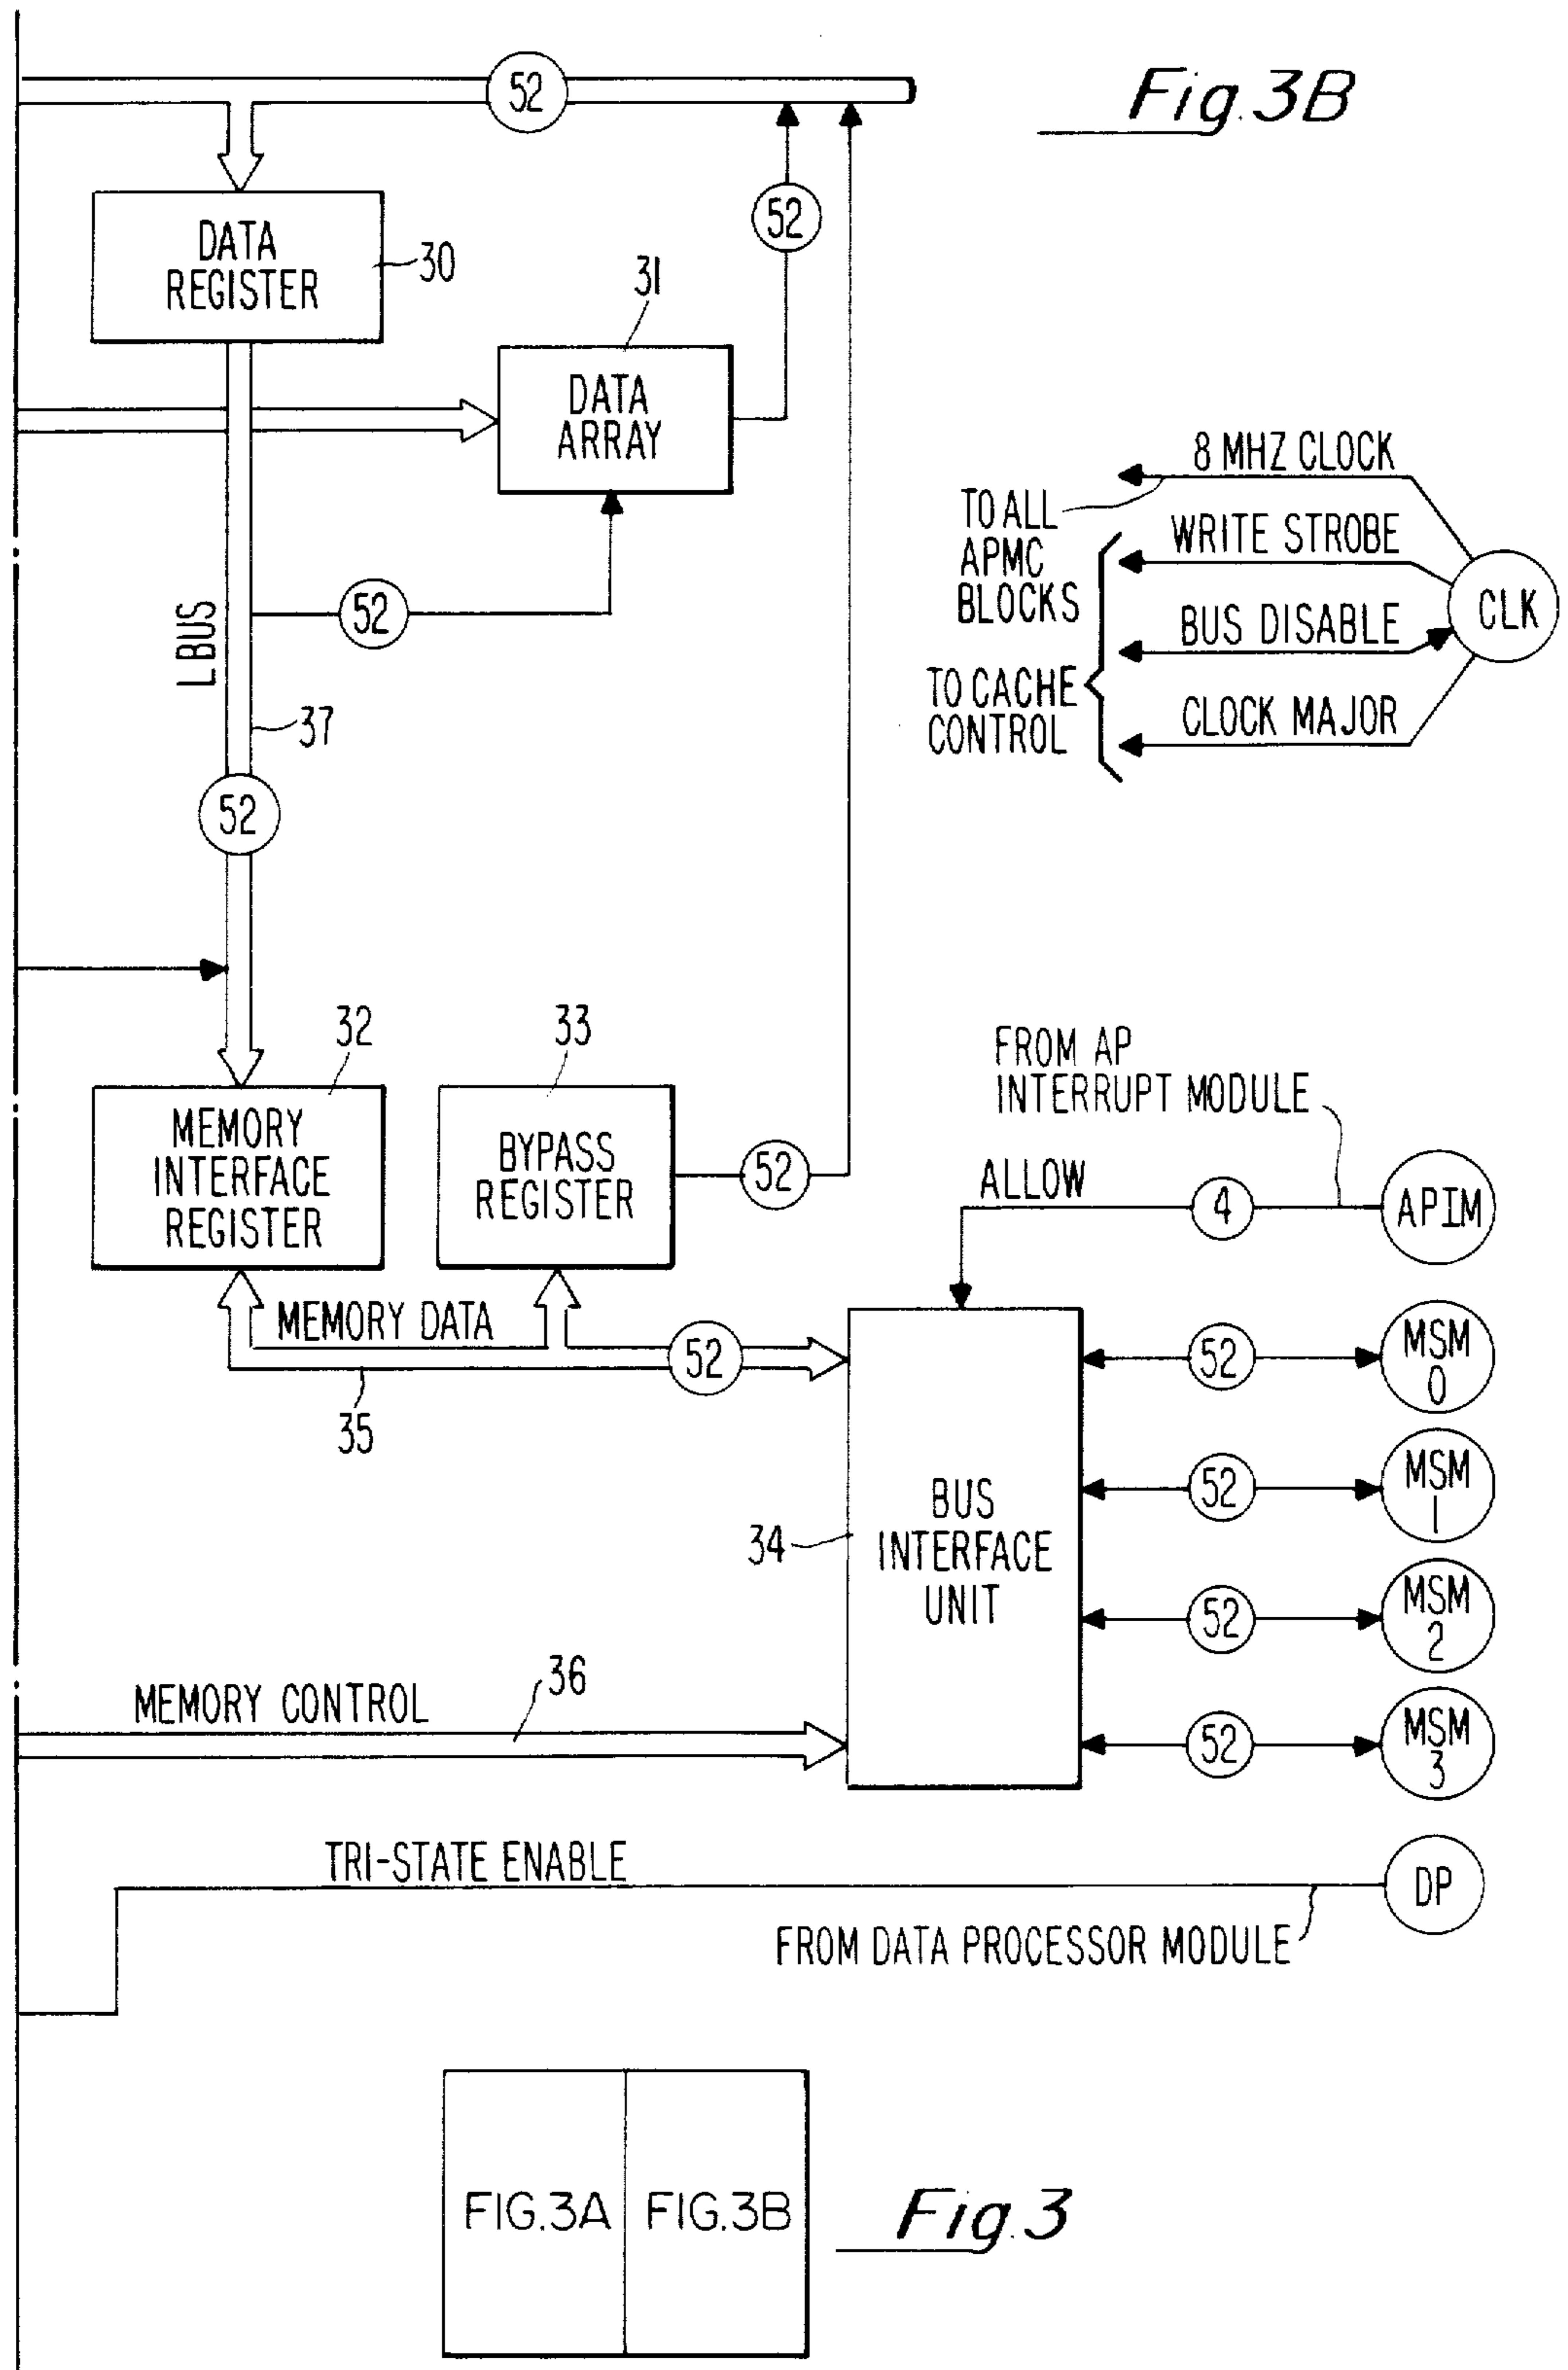 52
Fig. 3B
DATA
REGISTER
30
52
31
DATA
ARRAY
8 MHZ CLOCK
TO ALL
APMC
BLOCKS
WRITE STROBE
CLK
BUS DISABLE
TO CACHE
CONTROL
CLOCK MAJOR
52
L BUS
37
52
32
MEMORY
INTERFACE
REGISTER
33
BYPASS
REGISTER
52
FROM AP
INTERRUPT MODULE
ALLOW
4
APIM
MEMORY DATA
52
35
52
MSM
0
34
BUS
INTERFACE
UNIT
52
MSM
1
52
MSM
2
36
MEMORY CONTROL
52
MSM
3
TRI-STATE ENABLE
DP
FROM DATA PROCESSOR MODULE
FIG.3A
FIG.3B
Fig. 3